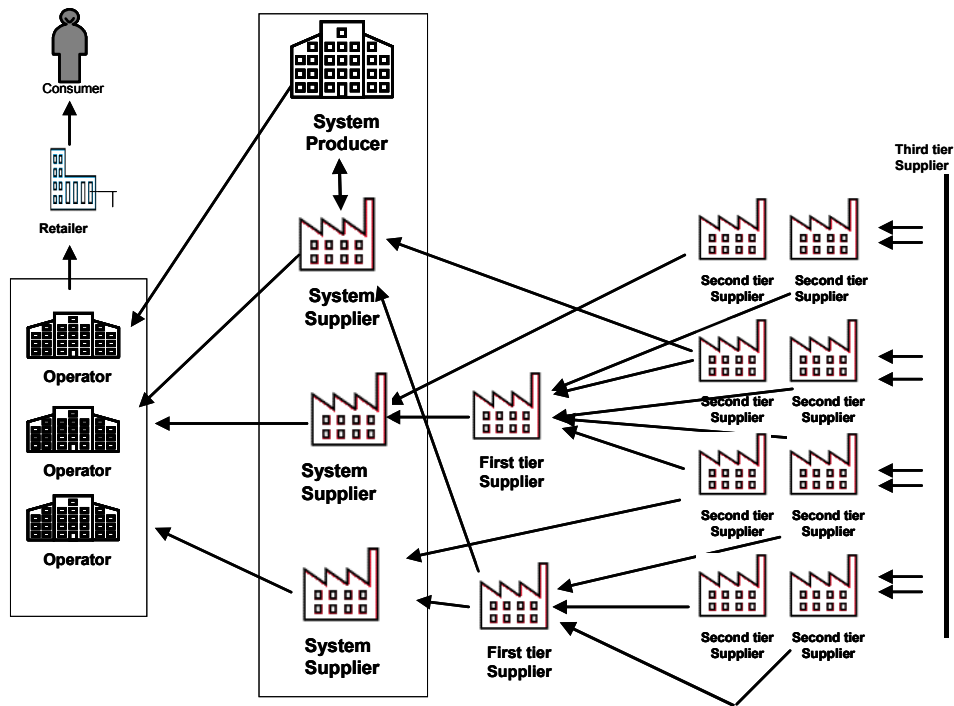 Consumer
Retailer
Operator
Operator
Operator
System
Producer
System
Supplier
System
Supplier
System
Supplier
First tier
Supplier
First tier
Supplier
Second tier
Supplier
Second tier
Supplier
Second tier
Supplier
Second tier
Supplier
Second tier
Supplier
Second tier
Supplier
Second tier
Supplier
Second tier
Supplier
Third tier
Supplier